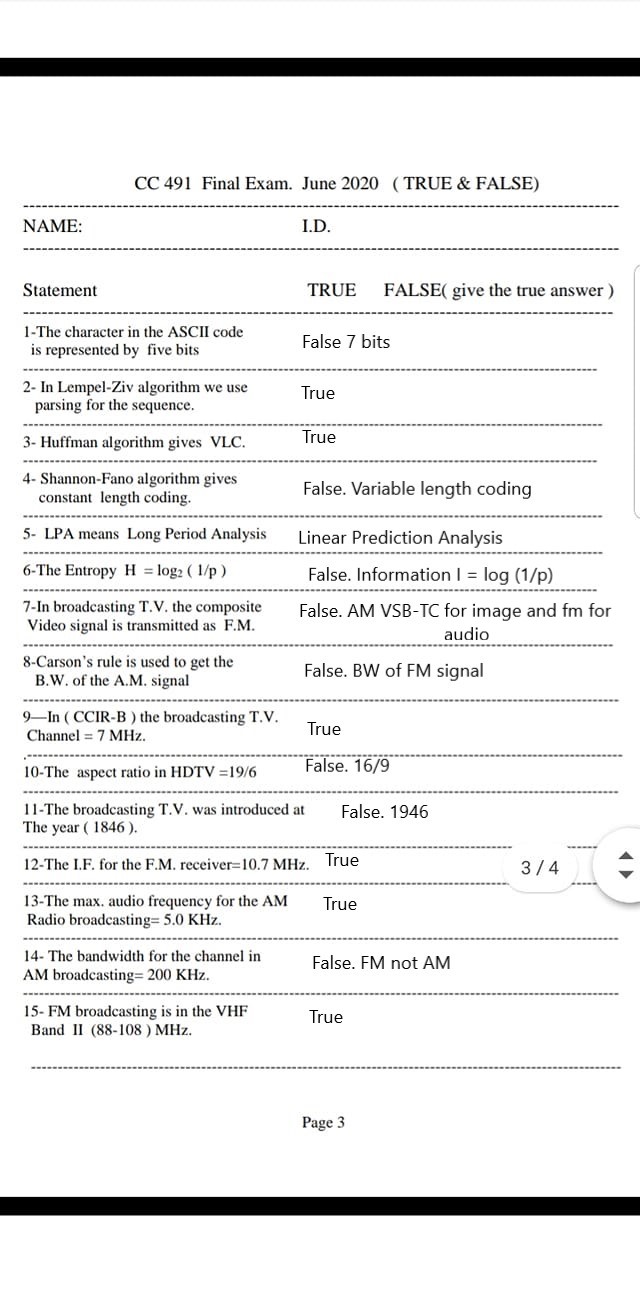 CC 491 Final Exam. June 2020 ( TRUE & FALSE)
NAME: I.D.
Statement TRUE FALSE( give the true answer )
1-The character in the ASCII code
is represented by five bits
False 7 bits
2- In Lempel-Ziv algorithm we use
parsing for the sequence.
True
3- Huffman algorithm gives VLC.
True
4- Shannon-Fano algorithm gives
constant length coding.
False. Variable length coding
5- LPA means Long Period Analysis
Linear Prediction Analysis
6-The Entropy H = log₂ ( 1/p )
False. Information I = log (1/p)
7-In broadcasting T.V. the composite
Video signal is transmitted as F.M.
False. AM VSB-TC for image and fm for
audio
8-Carson’s rule is used to get the
B.W. of the A.M. signal
False. BW of FM signal
9—In ( CCIR-B ) the broadcasting T.V.
Channel = 7 MHz.
True
10-The aspect ratio in HDTV =19/6
False. 16/9
11-The broadcasting T.V. was introduced at
The year ( 1846 ).
False. 1946
12-The I.F. for the F.M. receiver=10.7 MHz.
True
3 / 4
13-The max. audio frequency for the AM
Radio broadcasting= 5.0 KHz.
True
14- The bandwidth for the channel in
AM broadcasting= 200 KHz.
False. FM not AM
15- FM broadcasting is in the VHF
Band II (88-108 ) MHz.
True
Page 3